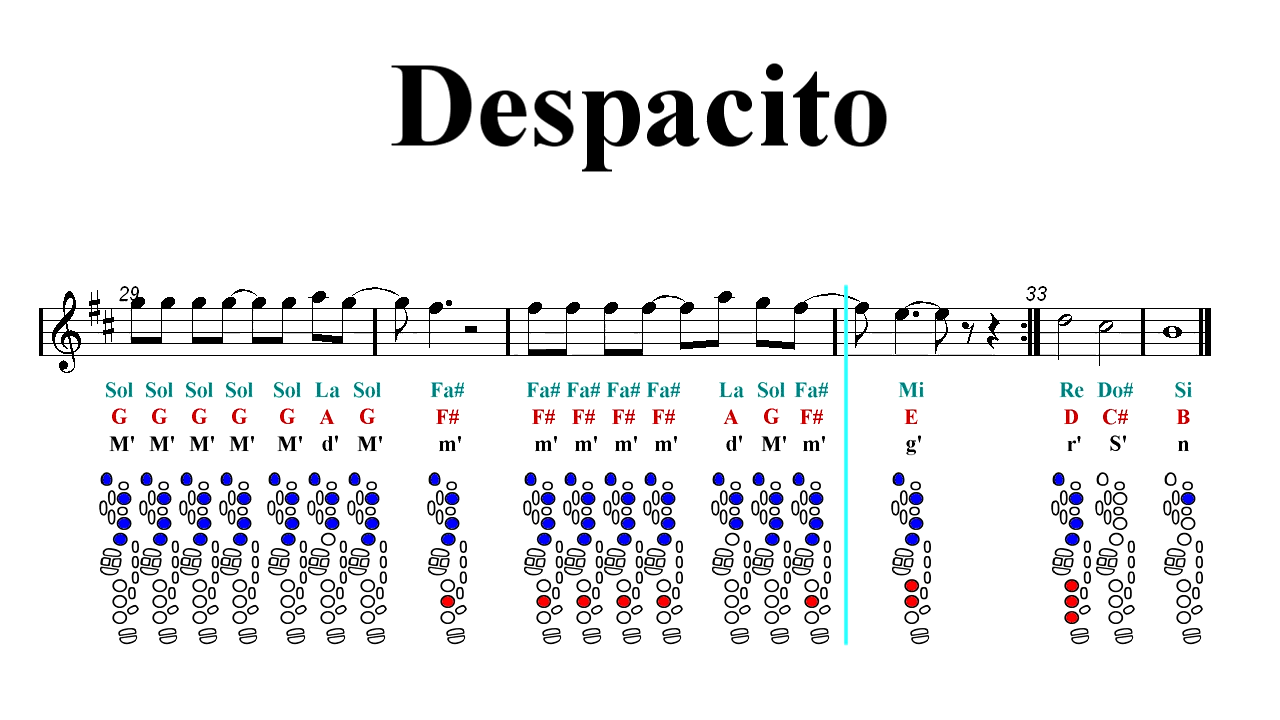 Despacito
29 33
Sol Sol Sol Sol Sol La Sol Fa# Fa# Fa# Fa# Fa# La Sol Fa# Mi Re Do# Si
G G G G G A G F# F# F# F# F# A G F# E D C# B
M' M' M' M' M' d' M' m' m' m' m' m' d' M' m' g' r' S' n